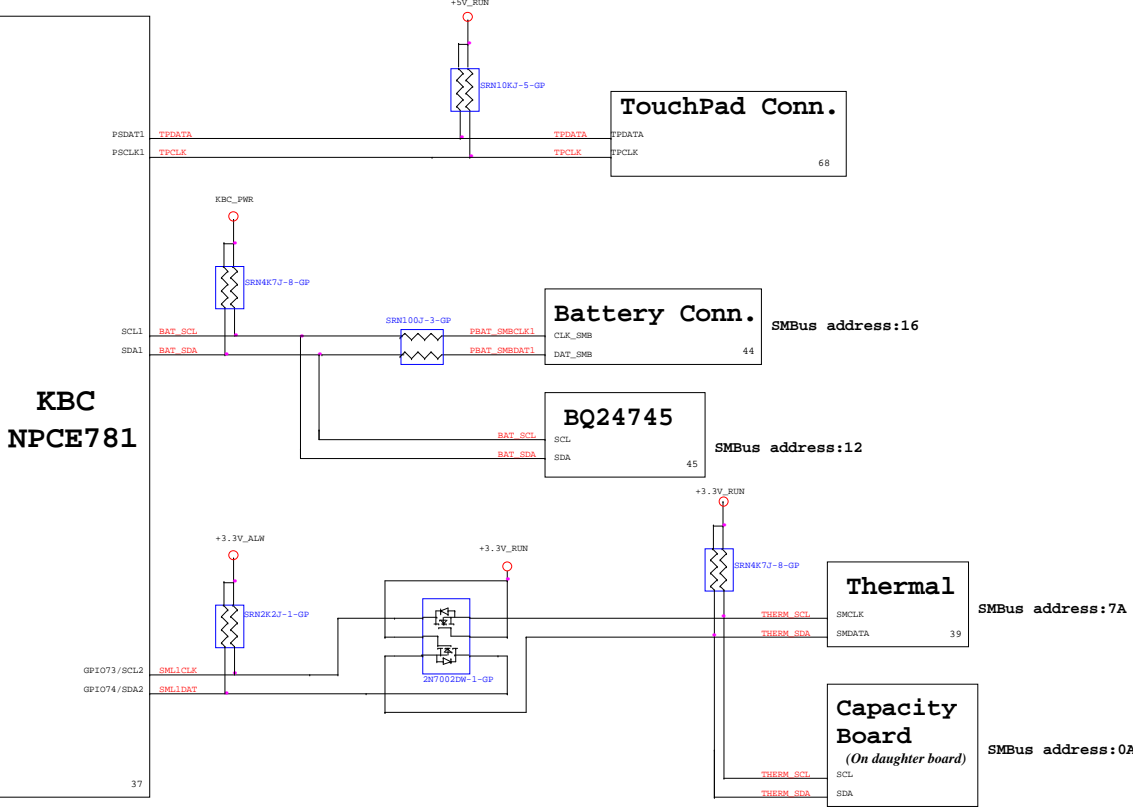 +5V_RUN
SRN10KJ-5-GP
TouchPad Conn.
PSDAT1 TPDATA TPDATA TPDATA
PSCLK1 TPCLK TPCLK TPCLK
68
KBC_PWR
SRN4K7J-8-GP
SRN100J-3-GP
Battery Conn.
SMBus address:16
SCL1 BAT_SCL PBAT_SMBCLK1 CLK_SMB
SDA1 BAT_SDA PBAT_SMBDAT1 DAT_SMB
44
KBC
NPCE781
BQ24745
BAT_SCL SCL
SMBus address:12
BAT_SDA SDA
45
+3.3V_RUN
+3.3V_ALW
+3.3V_RUN
SRN4K7J-8-GP
Thermal
SRN2K2J-1-GP
THERM_SCL SMCLK
SMBus address:7A
THERM_SDA SMDATA
39
GPIO73/SCL2 SML1CLK
2N7002DW-1-GP
GPIO74/SDA2 SML1DAT
Capacity
Board
(On daughter board)
SMBus address:0A
THERM_SCL SCL
THERM_SDA SDA
37